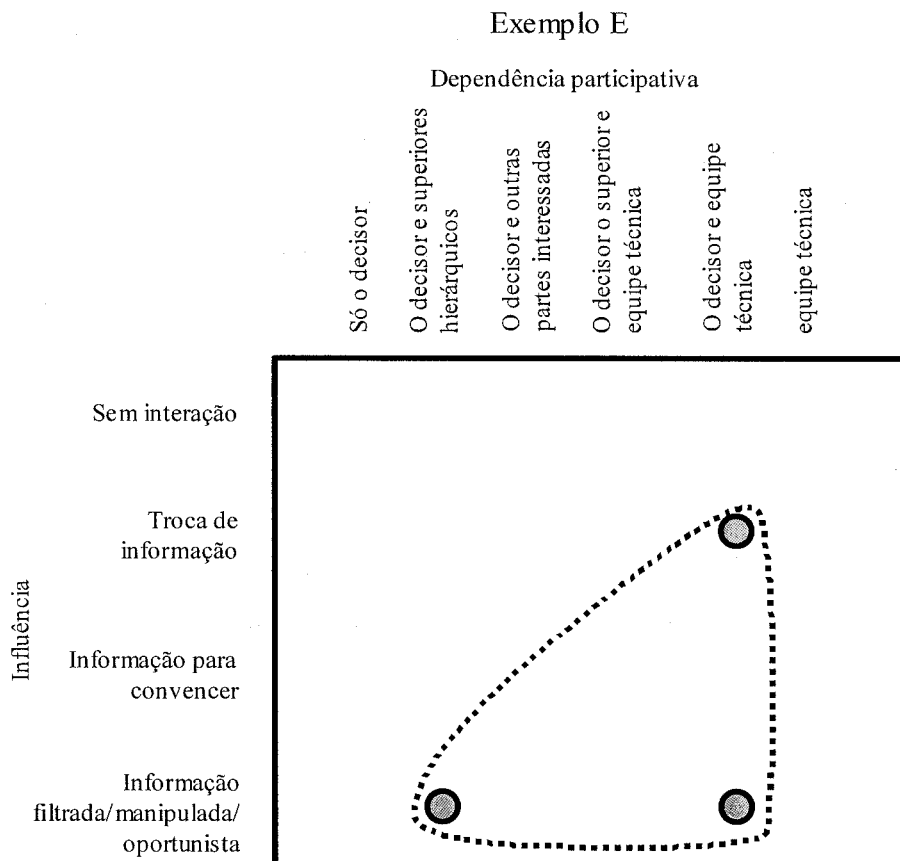 Exemplo E
Dependência participativa
Só o decisor
O decisor e superiores
hierárquicos
O decisor e outras
partes interessadas
O decisor o superior e
equipe técnica
O decisor e equipe
técnica
equipe técnica
Influência
Sem interação
Troca de
informação
Informação para
convencer
Informação
filtrada/manipulada/
oportunista